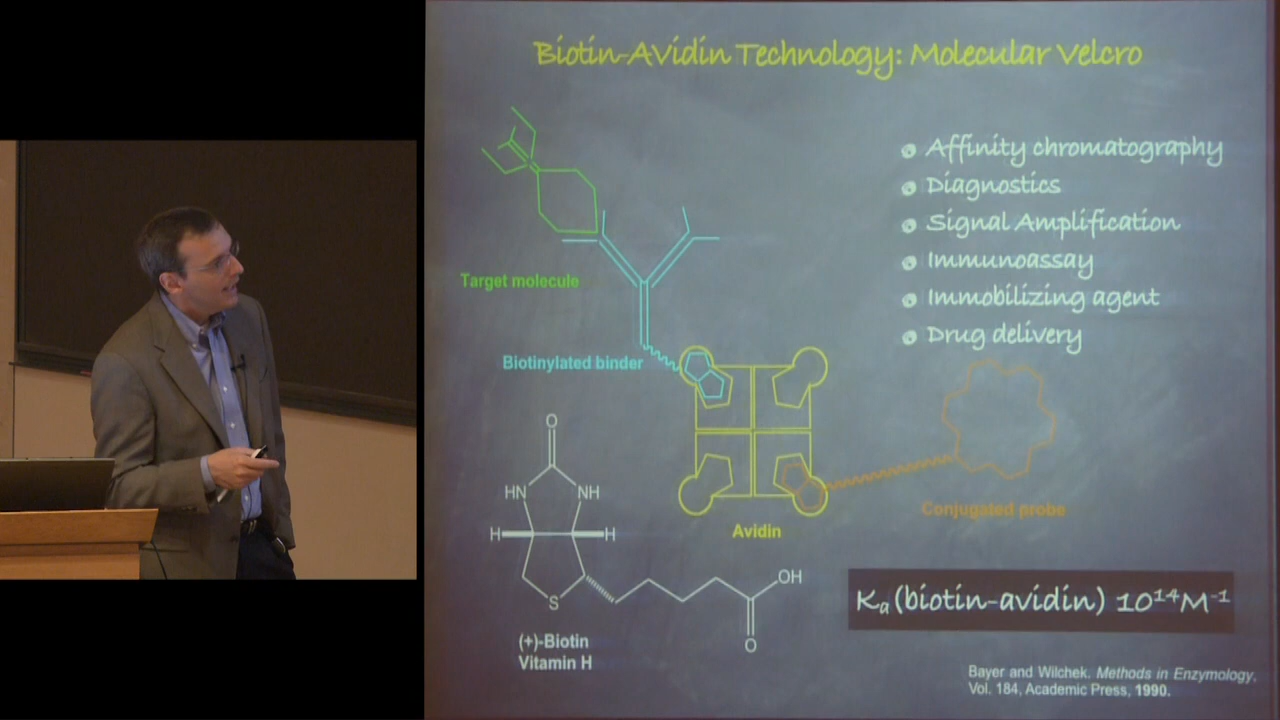 Biotin-Avidin Technology: Molecular Velcro
Affinity chromatography
Diagnostics
Signal Amplification
Immunoassay
Immobilizing agent
Drug delivery
Target molecule
Biotinylated binder
Avidin
Conjugated probe
O
HN NH
H H
S
OH
O
(+)-Biotin
Vitamin H
Kₐ (biotin-avidin) 10¹⁴M⁻¹
Bayer and Wilchek. Methods in Enzymology,
Vol. 184, Academic Press, 1990.